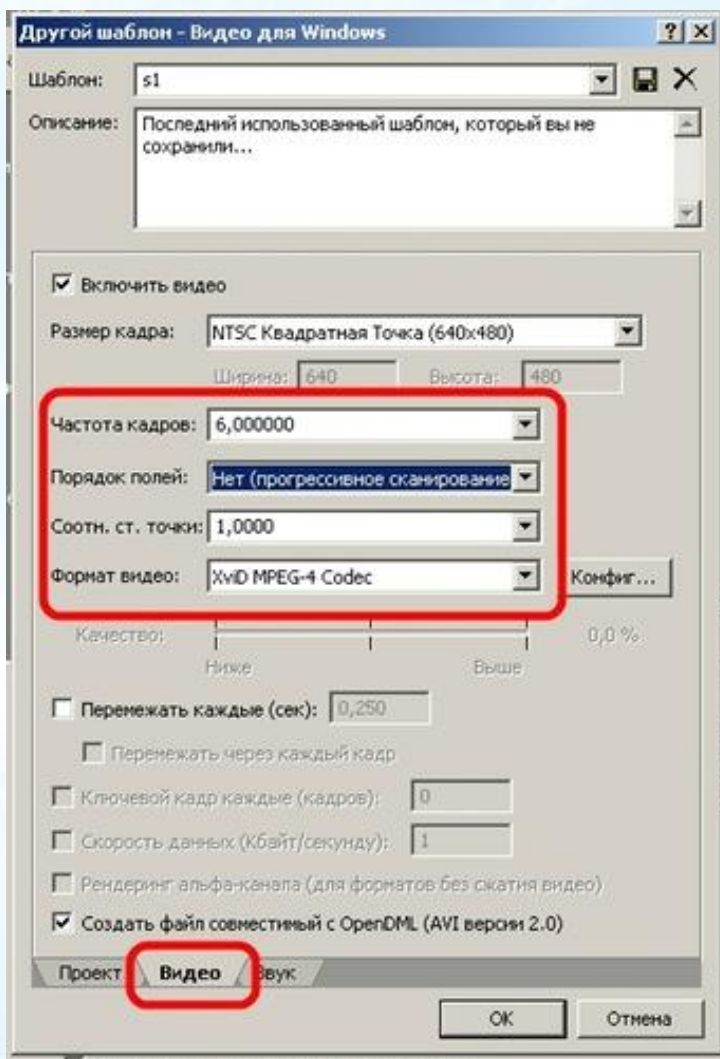 Другой шаблон - Видео для Windows
Шаблон: s1
Описание: Последний использованный шаблон, который вы не
сохранили...
Включить видео
Размер кадра: NTSC Квадратная Точка (640x480)
Ширина: 640 Высота: 480
Частота кадров: 6,000000
Порядок полей: Нет (прогрессивное сканирование
Соотн. ст. точки: 1,0000
Формат видео: XviD MPEG-4 Codec Конфиг...
Качество: 0,0 %
Ниже Выше
Перемежать каждые (сек): 0,250
Перемежать через каждый кадр
Ключевой кадр каждые (кадров): 0
Скорость данных (Кбайт/секунду): 1
Рендеринг альфа-канала (для форматов без сжатия видео)
Создать файл совместимый с OpenDML (AVI версии 2.0)
Проект Видео Звук
OK Отмена